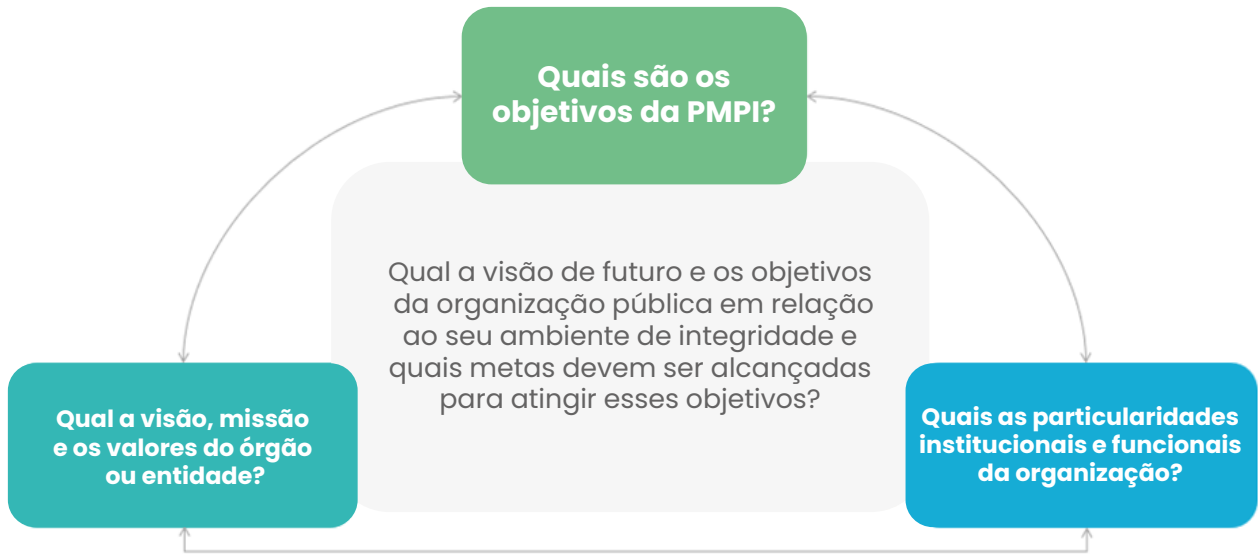 Quais são os
objetivos da PMPI?
Qual a visão de futuro e os objetivos
da organização pública em relação
ao seu ambiente de integridade e
quais metas devem ser alcançadas
para atingir esses objetivos?
Qual a visão, missão
e os valores do órgão
ou entidade?
Quais as particularidades
institucionais e funcionais
da organização?